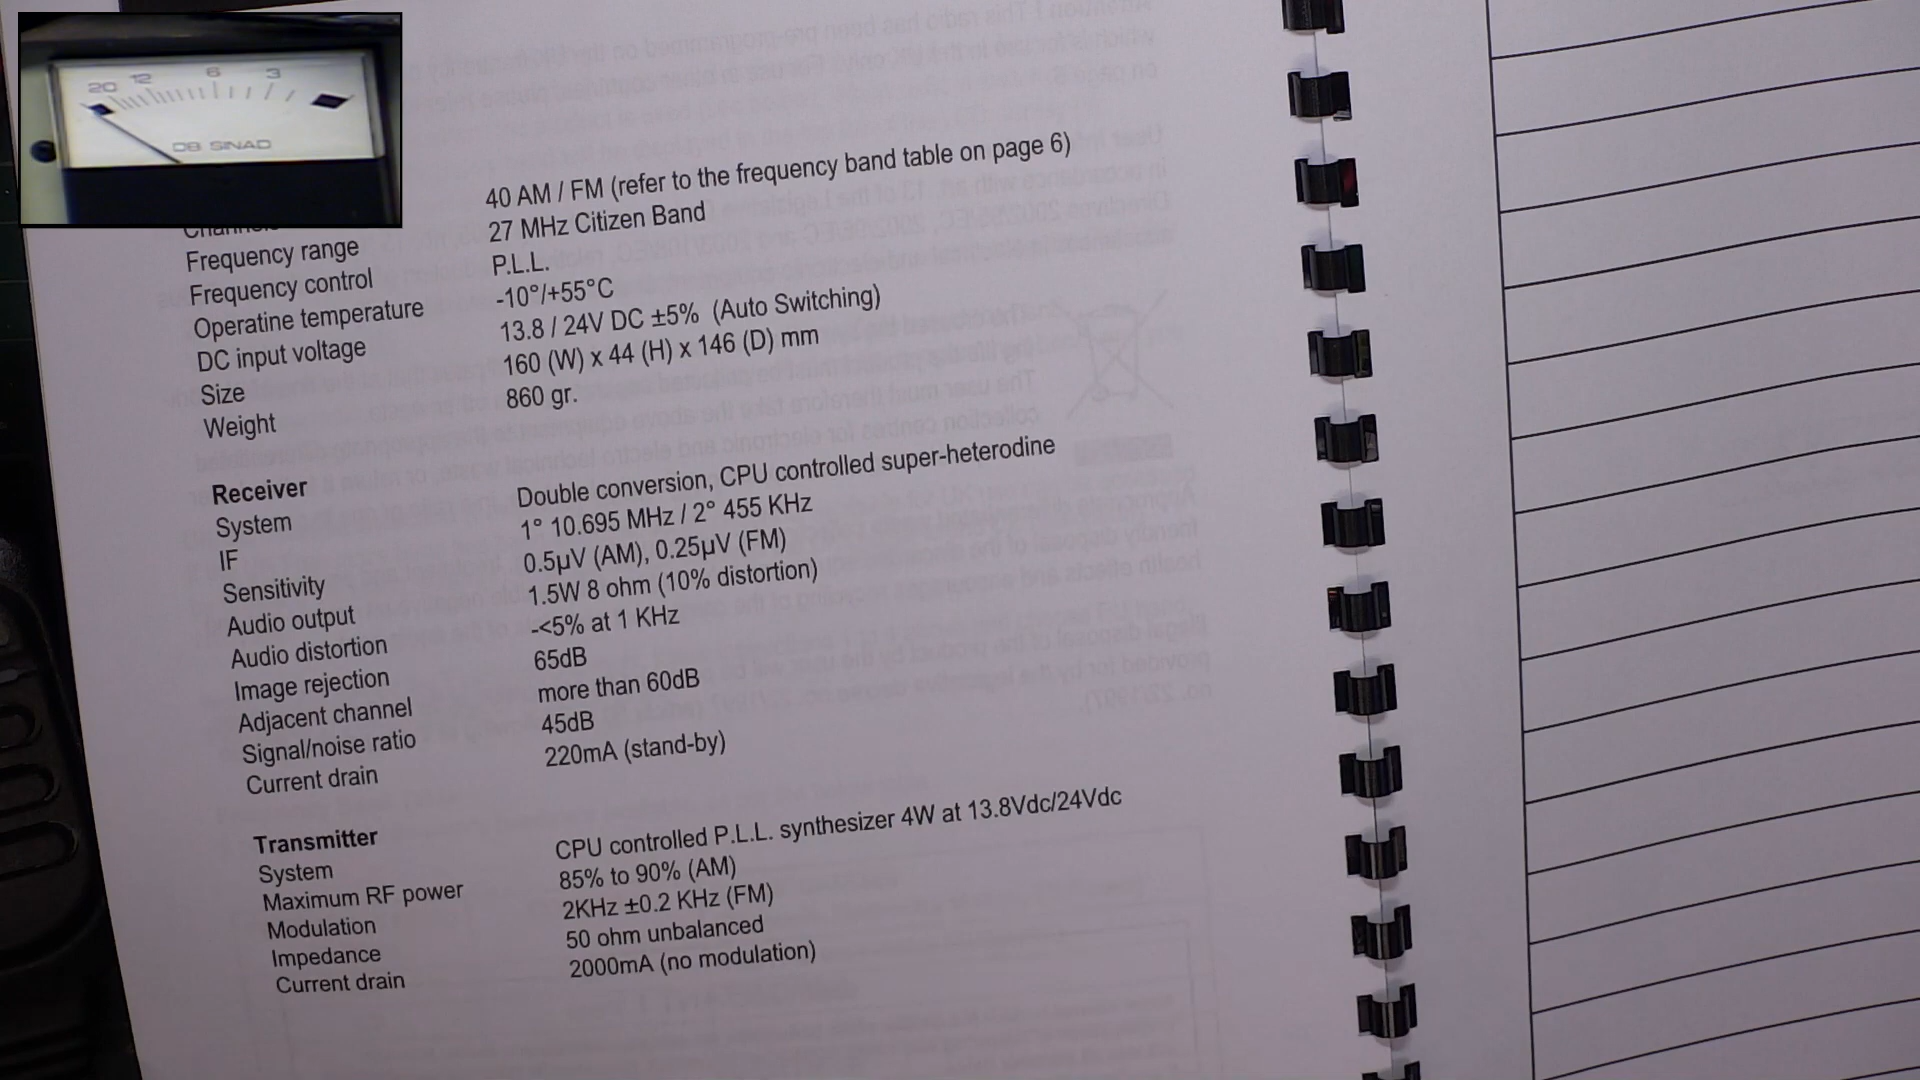 20 12 6 3
DB SINAD
40 AM / FM (refer to the frequency band table on page 6)
Frequency range 27 MHz Citizen Band
Frequency control P.L.L.
Operatine temperature -10°/+55°C
DC input voltage 13.8 / 24V DC ±5% (Auto Switching)
Size 160 (W) x 44 (H) x 146 (D) mm
Weight 860 gr.
Receiver
System Double conversion, CPU controlled super-heterodine
IF 1° 10.695 MHz / 2° 455 KHz
Sensitivity 0.5µV (AM), 0.25µV (FM)
Audio output 1.5W 8 ohm (10% distortion)
Audio distortion -<5% at 1 KHz
Image rejection 65dB
Adjacent channel more than 60dB
Signal/noise ratio 45dB
Current drain 220mA (stand-by)
Transmitter
System CPU controlled P.L.L. synthesizer 4W at 13.8Vdc/24Vdc
Maximum RF power 85% to 90% (AM)
Modulation 2KHz ±0.2 KHz (FM)
Impedance 50 ohm unbalanced
Current drain 2000mA (no modulation)